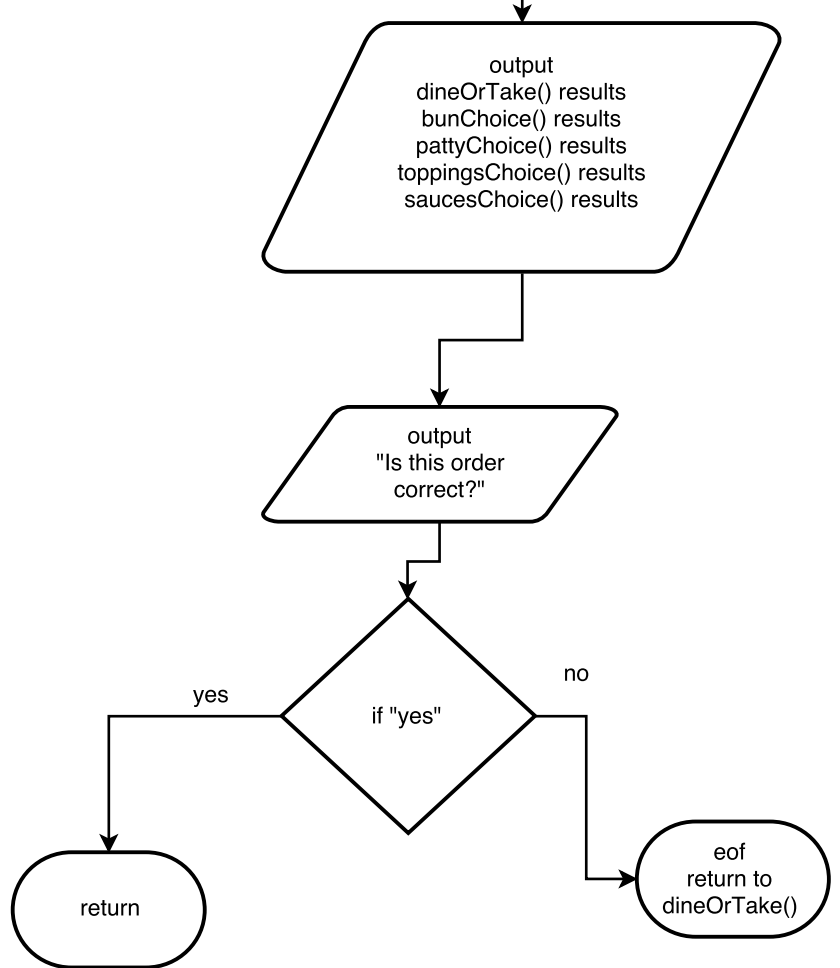 output
dineOrTake() results
bunChoice() results
pattyChoice() results
toppingsChoice() results
saucesChoice() results
output
"Is this order
correct?"
if "yes"
yes
no
return
eof
return to
dineOrTake()